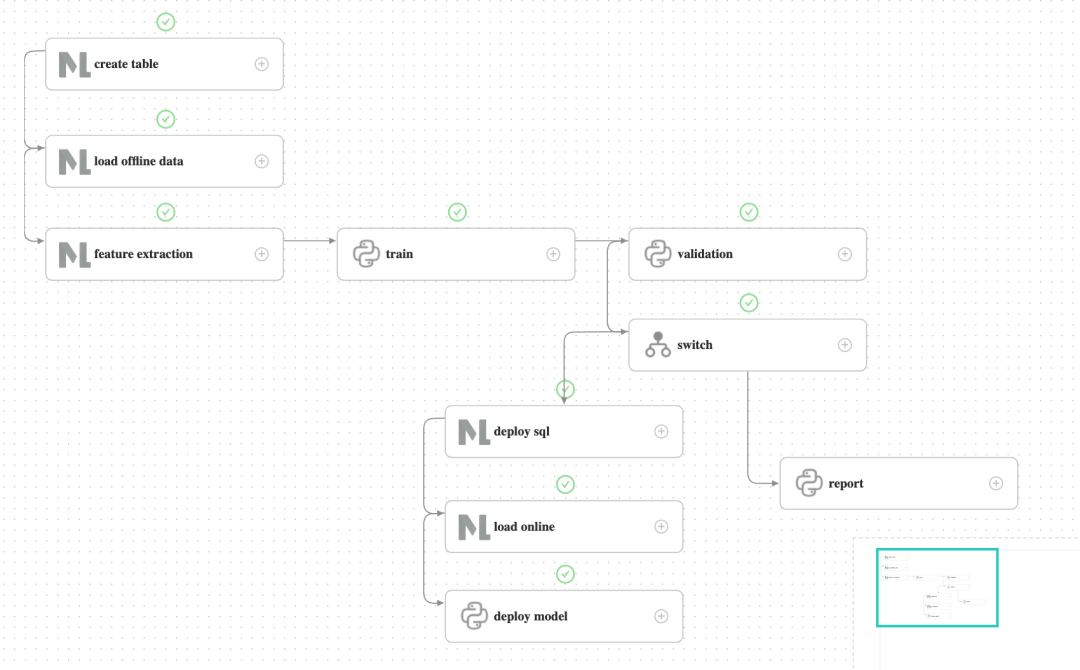 create table
load offline data
feature extraction
train
validation
switch
deploy sql
report
load online
deploy model